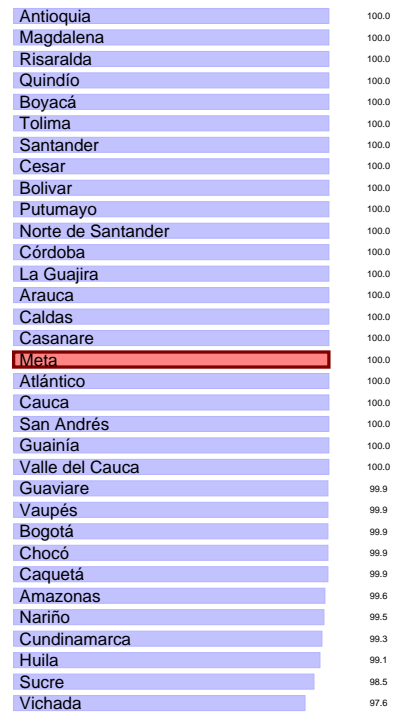 Antioquia 100.0
Magdalena 100.0
Risaralda 100.0
Quindío 100.0
Boyacá 100.0
Tolima 100.0
Santander 100.0
Cesar 100.0
Bolivar 100.0
Putumayo 100.0
Norte de Santander 100.0
Córdoba 100.0
La Guajira 100.0
Arauca 100.0
Caldas 100.0
Casanare 100.0
Meta 100.0
Atlántico 100.0
Cauca 100.0
San Andrés 100.0
Guainía 100.0
Valle del Cauca 100.0
Guaviare 99.9
Vaupés 99.9
Bogotá 99.9
Chocó 99.9
Caquetá 99.9
Amazonas 99.6
Nariño 99.5
Cundinamarca 99.3
Huila 99.1
Sucre 98.5
Vichada 97.6